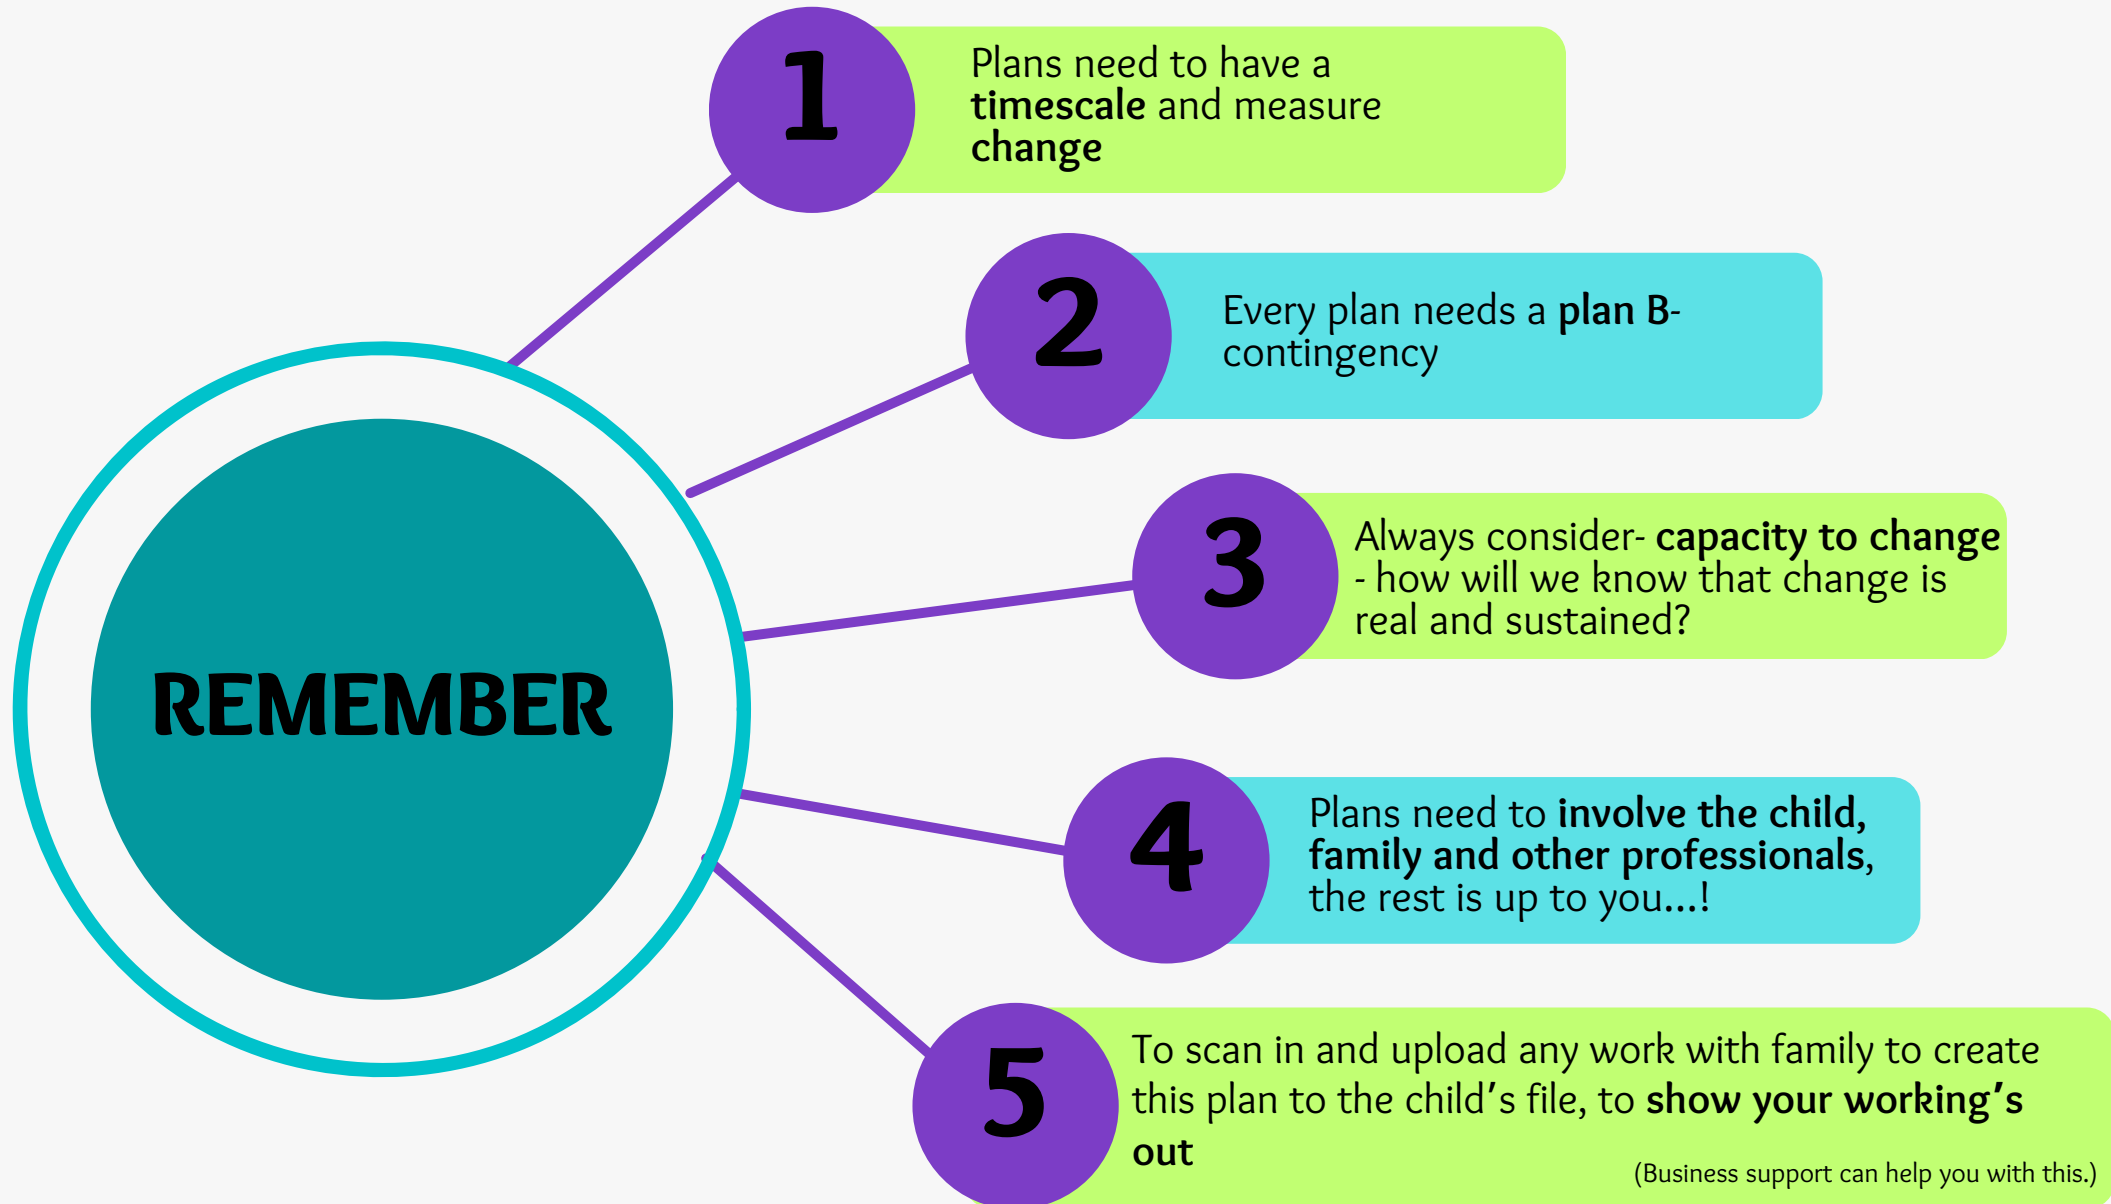 REMEMBER
1
Plans need to have a
timescale and measure
change
2
Every plan needs a plan B-
contingency
3
Always consider- capacity to change
- how will we know that change is
real and sustained?
4
Plans need to involve the child,
family and other professionals,
the rest is up to you...!
5
To scan in and upload any work with family to create
this plan to the child's file, to show your working's
out
(Business support can help you with this.)